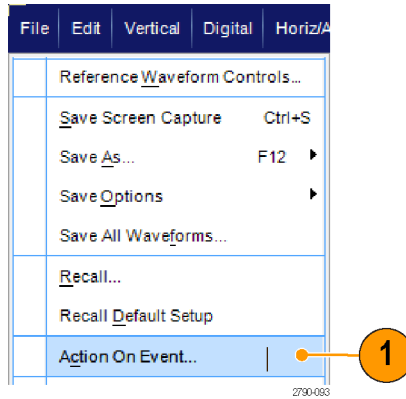 File Edit Vertical Digital Horiz/A
Reference Waveform Controls...
Save Screen Capture Ctrl+S
Save As... F12
Save Options
Save All Waveforms...
Recall...
Recall Default Setup
Action On Event...
1
2790-093